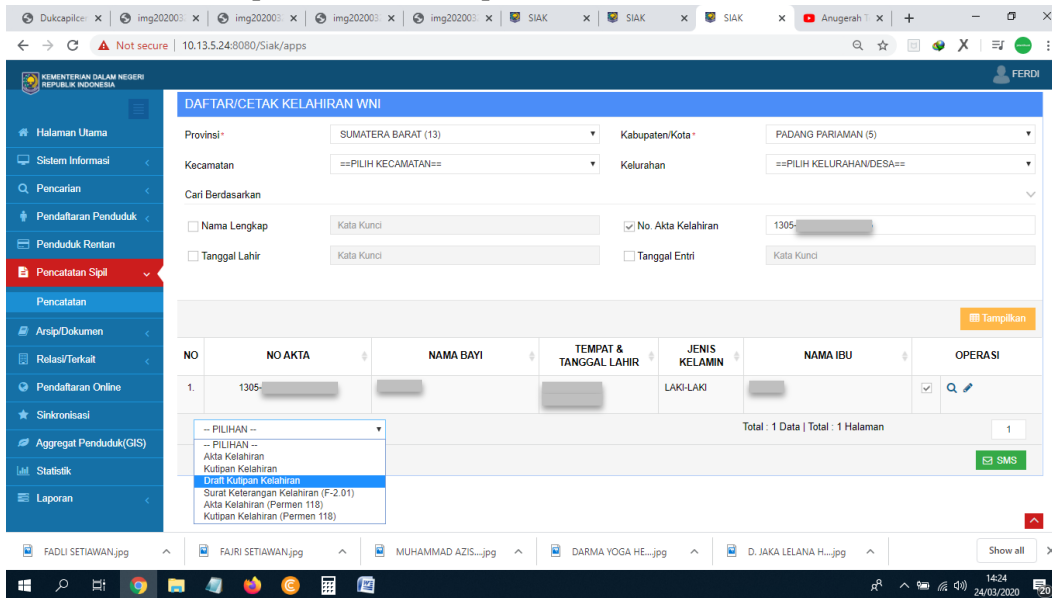 Dukcapilce
img202003
img202003
img202003
img202003
SIAK
SIAK
SIAK
Anugerah T
Not secure
10.13.5.24:8080/Siak/apps
KEMENTERIAN DALAM NEGERI
REPUBLIK INDONESIA
FERDI
Halaman Utama
Sistem Informasi
Pencarian
Pendaftaran Penduduk
Penduduk Rentan
Pencatatan Sipil
Pencatatan
Arsip/Dokumen
Relasi/Terkait
Pendaftaran Online
Sinkronisasi
Aggregat Penduduk(GIS)
Statistik
Laporan
DAFTAR/CETAK KELAHIRAN WNI
Provinsi* SUMATERA BARAT (13) Kabupaten/Kota* PADANG PARIAMAN (5)
Kecamatan ==PILIH KECAMATAN== Kelurahan ==PILIH KELURAHAN/DESA==
Cari Berdasarkan
Nama Lengkap Kata Kunci No. Akta Kelahiran 1305-
Tanggal Lahir Kata Kunci Tanggal Entri Kata Kunci
Tampilkan
NO NO AKTA NAMA BAYI TEMPAT & TANGGAL LAHIR JENIS KELAMIN NAMA IBU OPERASI
1. 1305- LAKI-LAKI
-- PILIHAN -- Total : 1 Data | Total : 1 Halaman 1
-- PILIHAN --
Akta Kelahiran
Kutipan Kelahiran
Draft Kutipan Kelahiran
Surat Keterangan Kelahiran (F-2.01)
Akta Kelahiran (Permen 118)
Kutipan Kelahiran (Permen 118)
SMS
FADLI SETIAWAN.jpg
FAJRI SETIAWAN.jpg
MUHAMMAD AZIS....jpg
DARMA YOGA HE....jpg
D. JAKA LELANA H....jpg
Show all
14:24
24/03/2020
20